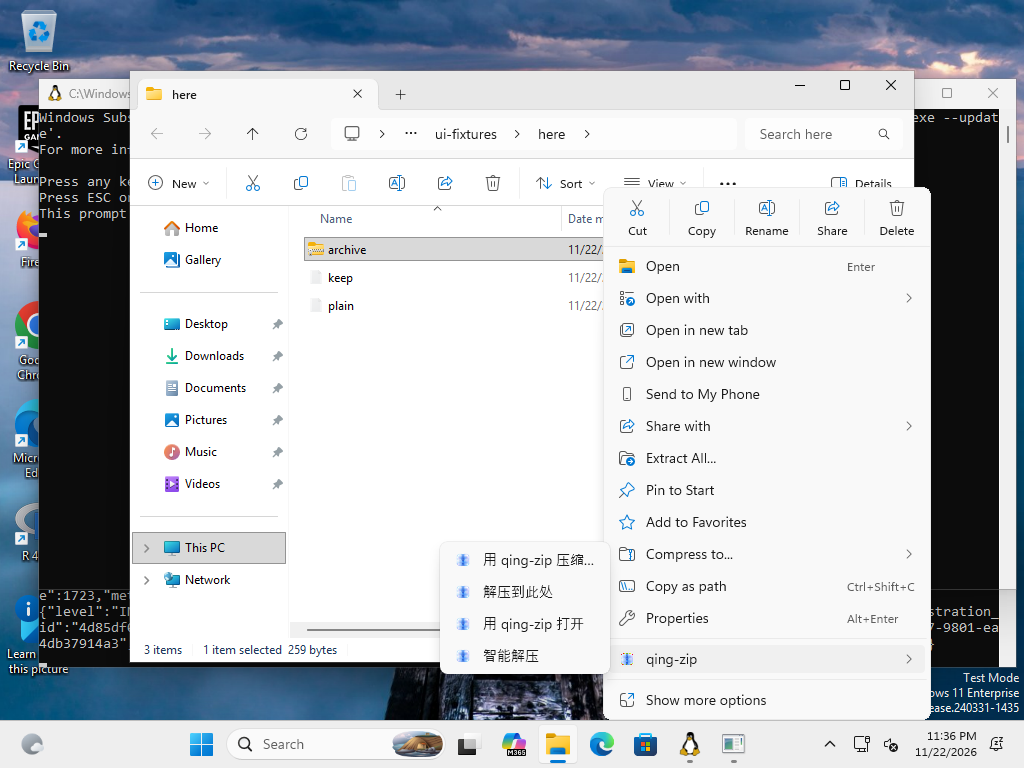 Recycle Bin
C:\Windows
here
Windows Subs
exe --updat
e'.
For more in
Press any ke
Press ESC or
This prompt
ui-fixtures
here
Search here
New
Sort
View
Details
Home
Gallery
Desktop
Downloads
Documents
Pictures
Music
Videos
This PC
Network
Name
Date m
archive
11/22/
keep
11/22/
plain
11/22/
3 items
1 item selected 259 bytes
Cut
Copy
Rename
Share
Delete
Open
Enter
Open with
Open in new tab
Open in new window
Send to My Phone
Share with
Extract All...
Pin to Start
Add to Favorites
Compress to...
Copy as path
Ctrl+Shift+C
Properties
Alt+Enter
qing-zip
Show more options
用 qing-zip 压缩...
解压到此处
用 qing-zip 打开
智能解压
EPIC
GA
Epic G
Laun
Fire
Goo
Chr
Micr
Ed
R 4
Learn
this picture
e":1723,"me
{"level":"I
stration_
id":"4d85df
7-9801-ea
4db37914a3"
Test Mode
ows 11 Enterprise
ease.240331-1435
Search
M365
11:36 PM
11/22/2026